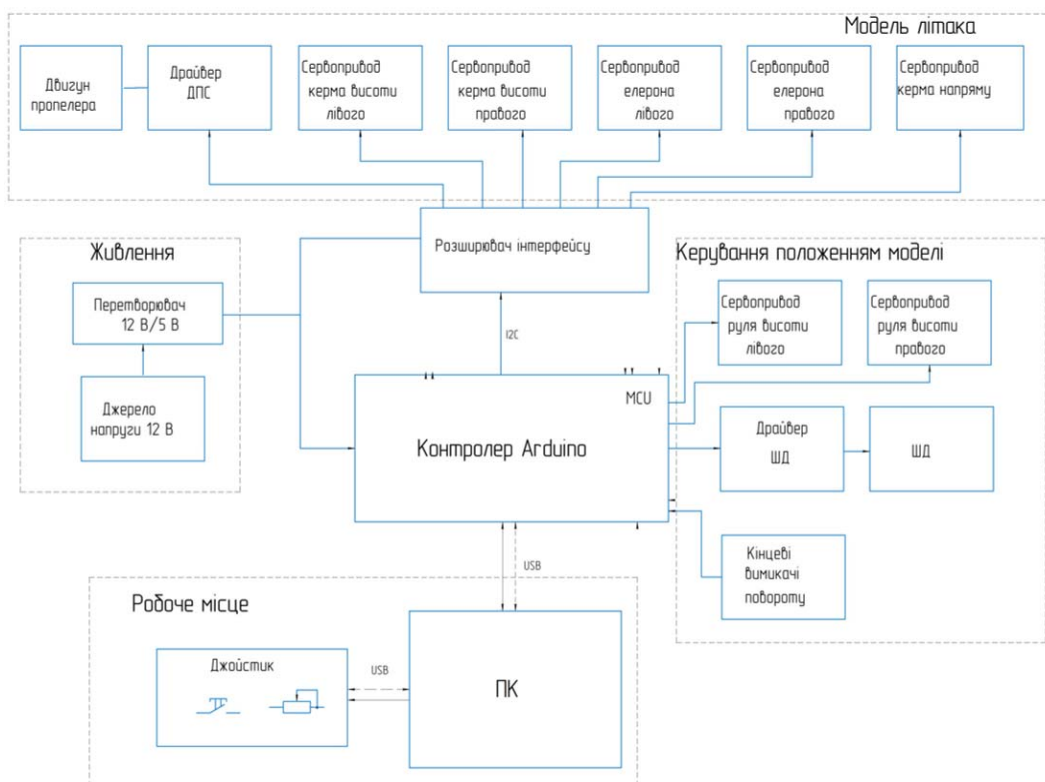 Модель літака
Двигун
пропелера
Драйвер
ДПС
Сервопривод
керма висоти
лівого
Сервопривод
керма висоти
правого
Сервопривод
елерона
лівого
Сервопривод
елерона
правого
Сервопривод
керма напряму
Живлення
Перетворювач
12 В/5 В
Джерело
напруги 12 В
Розширювач інтерфейсу
I2C
Керування положенням моделі
Сервопривод
руля висоти
лівого
Сервопривод
руля висоти
правого
MCU
Контролер Arduino
Драйвер
ШД
ШД
Кінцеві
вимикачі
повороту
USB
Робоче місце
Джойстик
USB
ПК